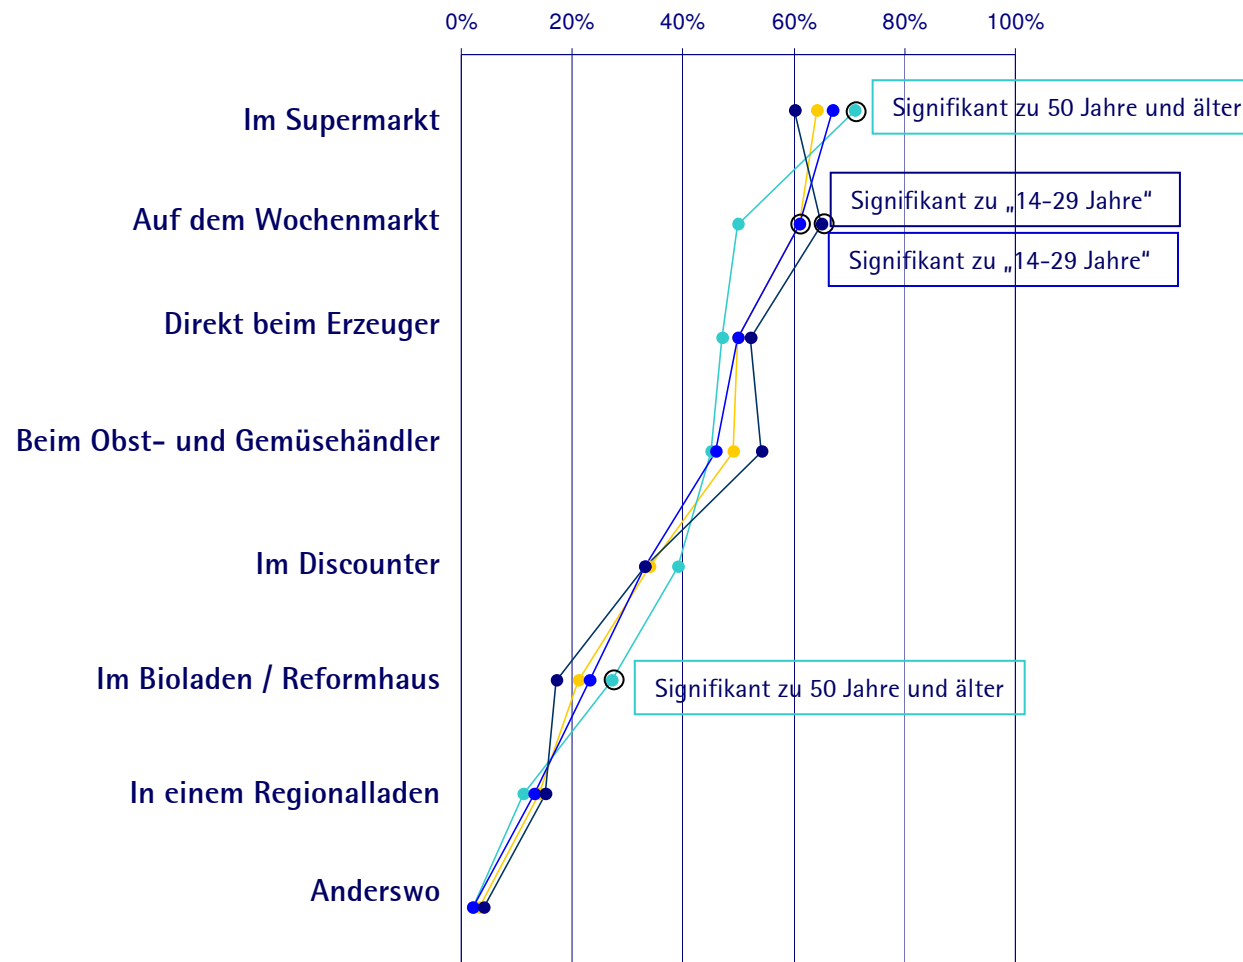 0% 20% 40% 60% 80% 100%
Im Supermarkt
Signifikant zu 50 Jahre und älter
Auf dem Wochenmarkt
Signifikant zu „14-29 Jahre“
Signifikant zu „14-29 Jahre“
Direkt beim Erzeuger
Beim Obst- und Gemüsehändler
Im Discounter
Im Bioladen / Reformhaus
Signifikant zu 50 Jahre und älter
In einem Regionalladen
Anderswo